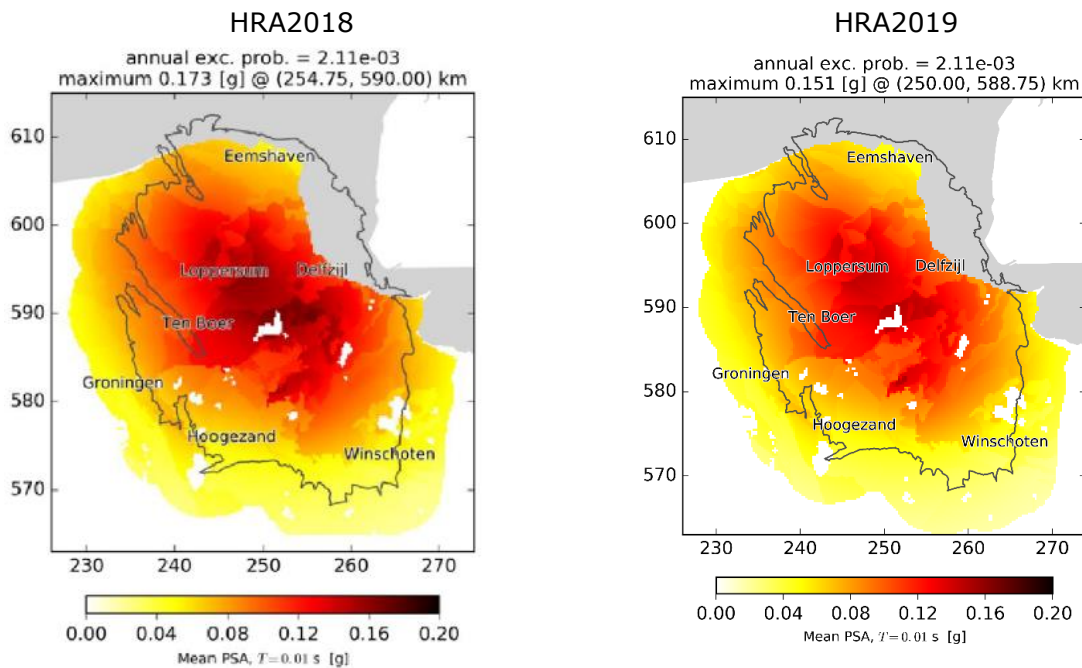 HRA2018
annual exc. prob. = 2.11e-03
maximum 0.173 [g] @ (254.75, 590.00) km
610
600
590
580
570
Eemshaven
Loppersum
Delfzijl
Ten Boer
Groningen
Hoogezand
Winschoten
230 240 250 260 270
0.00 0.04 0.08 0.12 0.16 0.20
Mean PSA, T=0.01 s [g]
HRA2019
annual exc. prob. = 2.11e-03
maximum 0.151 [g] @ (250.00, 588.75) km
610
600
590
580
570
Eemshaven
Loppersum
Delfzijl
Ten Boer
Groningen
Hoogezand
Winschoten
230 240 250 260 270
0.00 0.04 0.08 0.12 0.16 0.20
Mean PSA, T=0.01 s [g]